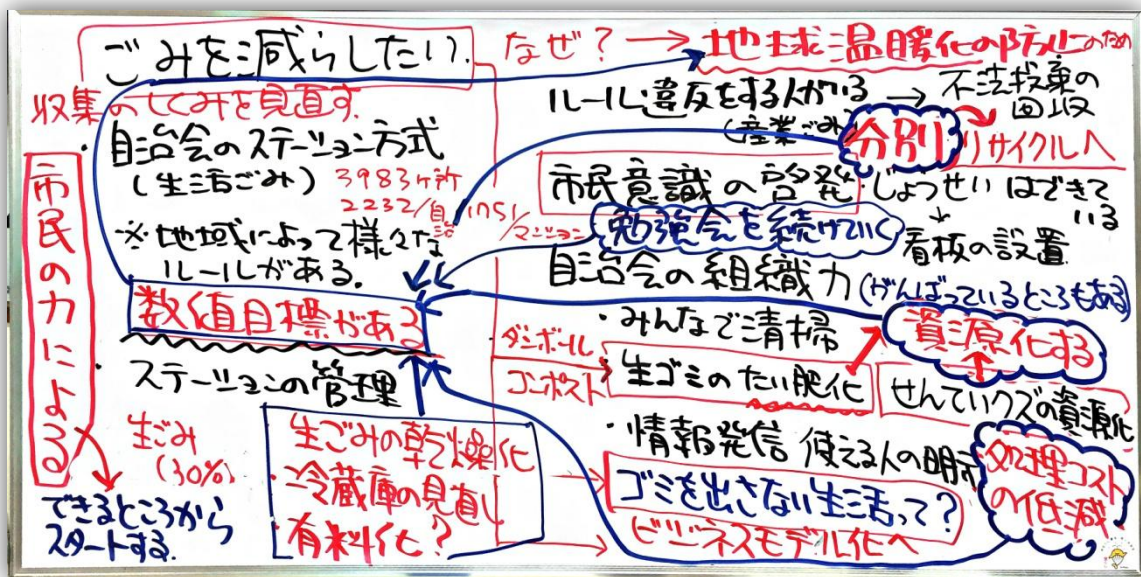 ごみを減らしたい.
なぜ? → 地球温暖化の防止のため
収集のしくみを見直す.
ルール違反をする人がいる → 不法投棄の回収
(産業ごみ)
分別
リサイクルへ
・自治会のステーション方式
(生活ごみ) 3983ヶ所
2232/自治 1751/マンション
※地域によって様々な
ルールがある.
市民意識の啓発・じょうせいはできている
勉強会を続けていく
看板の設置
自治会の組織力(がんばっているところもある)
数値目標がある
・みんなで清掃
資源化する
ダンボール
コンポスト
生ゴミのたい肥化
せんていクズの資源化
・ステーションの管理
市民の力による
生ごみ
(30%)
できるところから
スタートする.
生ごみの乾燥化
・冷蔵庫の見直し
・有料化?
・情報発信 使える人の明示
処理コスト
の低減
ゴミを出さない生活って?
ビジネスモデル化へ